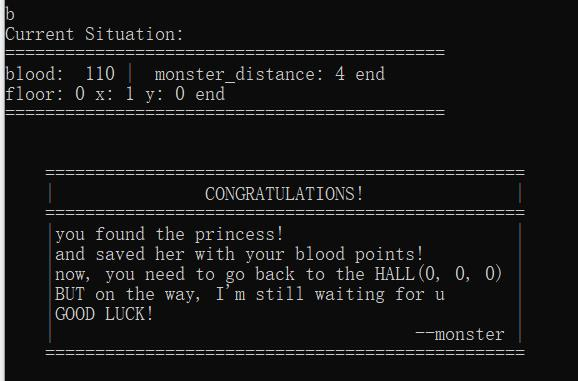 b
Current Situation:
============================================
blood:  110 |  monster_distance: 4 end
floor: 0 x: 1 y: 0 end
============================================
================================================
|               CONGRATULATIONS!               |
================================================
|you found the princess!                       |
|and saved her with your blood points!         |
|now, you need to go back to the HALL(0, 0, 0) |
|BUT on the way, I'm still waiting for u       |
|GOOD LUCK!                                    |
|                                    --monster |
================================================